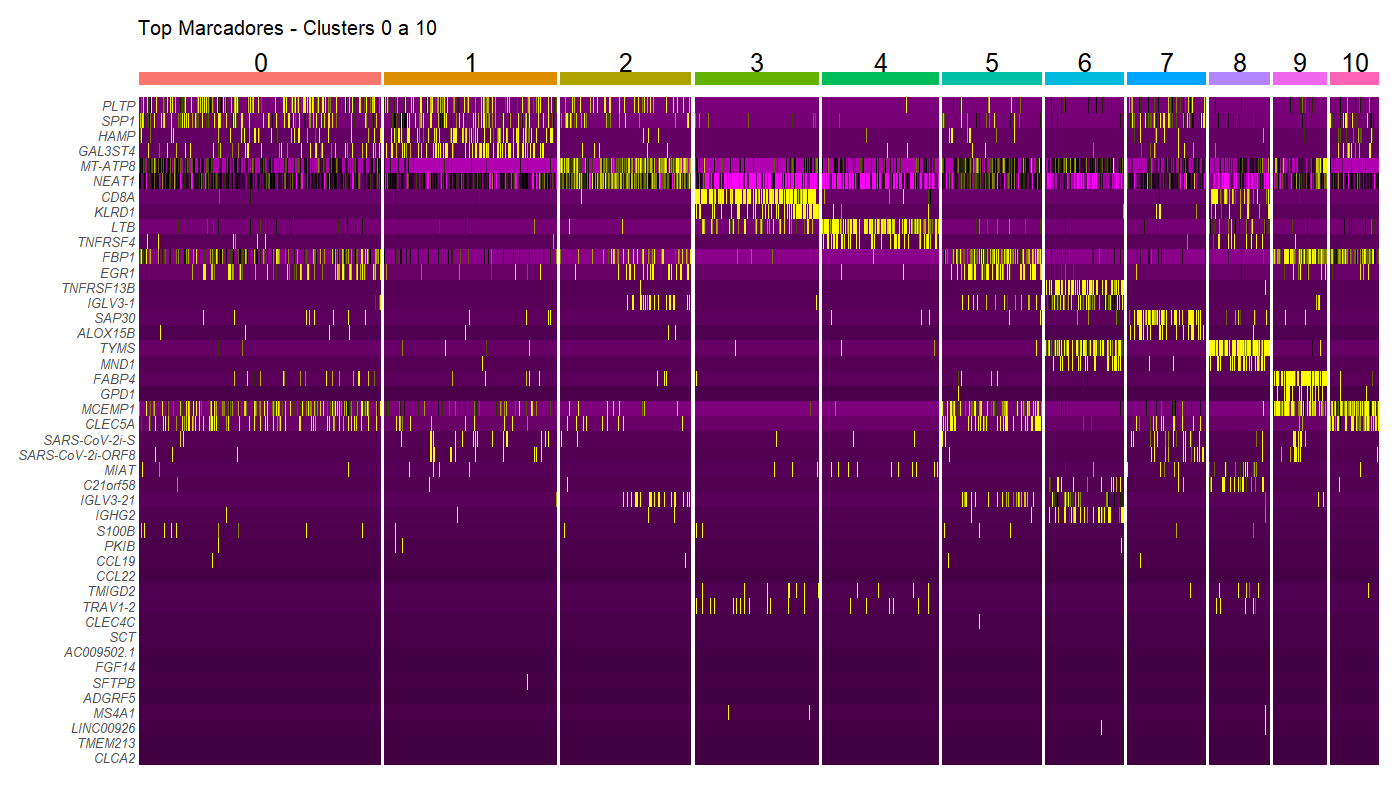 Top Marcadores - Clusters 0 a 10
0 1 2 3 4 5 6 7 8 9 10
PLTP
SPP1
HAMP
GAL3ST4
MT-ATP8
NEAT1
CD8A
KLRD1
LTB
TNFRSF4
FBP1
EGR1
TNFRSF13B
IGLV3-1
SAP30
ALOX15B
TYMS
MND1
FABP4
GPD1
MCEMP1
CLEC5A
SARS-CoV-2i-S
SARS-CoV-2i-ORF8
MIAT
C21orf58
IGLV3-21
IGHG2
S100B
PKIB
CCL19
CCL22
TMIGD2
TRAV1-2
CLEC4C
SCT
AC009502.1
FGF14
SFTPB
ADGRF5
MS4A1
LINC00926
TMEM213
CLCA2